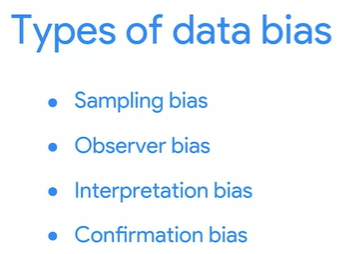 Types of data bias
• Sampling bias
• Observer bias
• Interpretation bias
• Confirmation bias